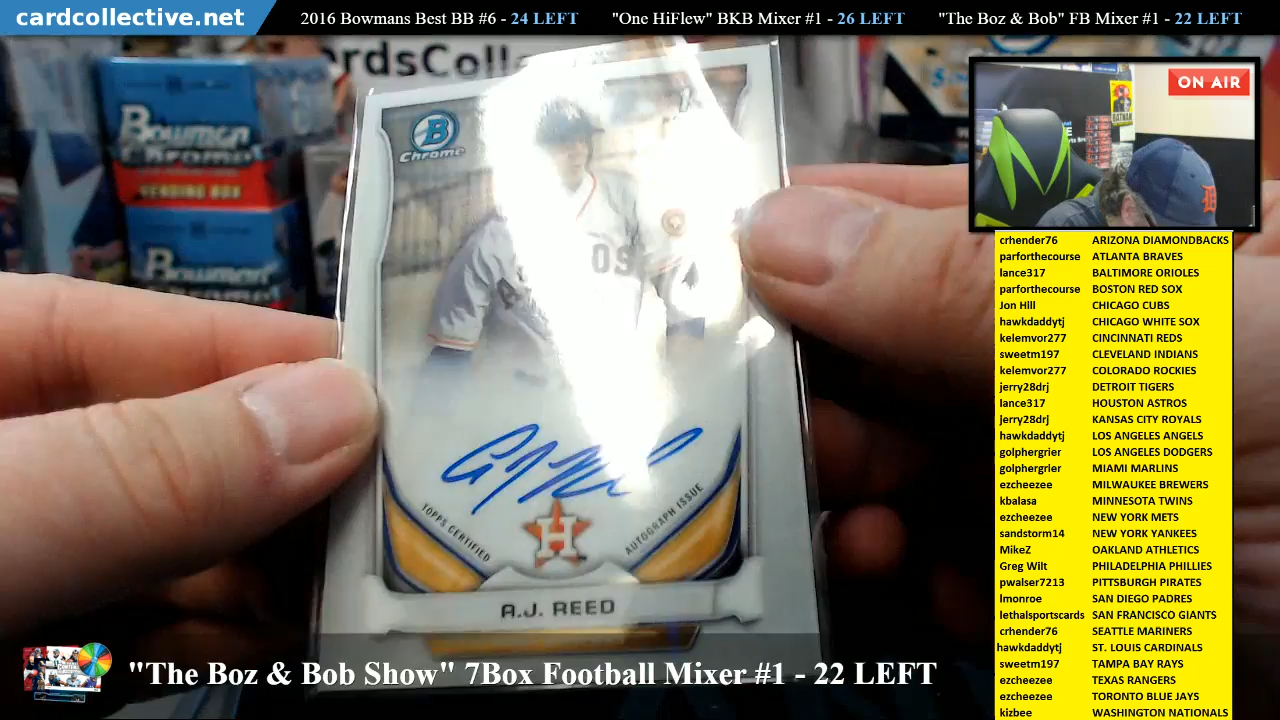 cardcollective.net
2016 Bowmans Best BB #6 - 24 LEFT
"One HiFlew" BKB Mixer #1 - 26 LEFT
"The Boz & Bob" FB Mixer #1 - 22 LEFT
rdsColl
Bowman
Chrome
VENDING BOX
Bowman
B
Chrome
OS
TOPPS CERTIFIED
AUTOGRAPH ISSUE
H
A.J. REED
ON AIR
D
crhender76 ARIZONA DIAMONDBACKS
parforthecourse ATLANTA BRAVES
lance317 BALTIMORE ORIOLES
parforthecourse BOSTON RED SOX
Jon Hill CHICAGO CUBS
hawkdaddytj CHICAGO WHITE SOX
kelemvor277 CINCINNATI REDS
sweetm197 CLEVELAND INDIANS
kelemvor277 COLORADO ROCKIES
jerry28drj DETROIT TIGERS
lance317 HOUSTON ASTROS
jerry28drj KANSAS CITY ROYALS
hawkdaddytj LOS ANGELES ANGELS
golphergrier LOS ANGELES DODGERS
golphergrier MIAMI MARLINS
ezcheezee MILWAUKEE BREWERS
kbalasa MINNESOTA TWINS
ezcheezee NEW YORK METS
sandstorm14 NEW YORK YANKEES
MikeZ OAKLAND ATHLETICS
Greg Wilt PHILADELPHIA PHILLIES
pwalser7213 PITTSBURGH PIRATES
lmonroe SAN DIEGO PADRES
lethalsportscards SAN FRANCISCO GIANTS
crhender76 SEATTLE MARINERS
hawkdaddytj ST. LOUIS CARDINALS
sweetm197 TAMPA BAY RAYS
ezcheezee TEXAS RANGERS
ezcheezee TORONTO BLUE JAYS
kizbee WASHINGTON NATIONALS
"The Boz & Bob Show" 7Box Football Mixer #1 - 22 LEFT